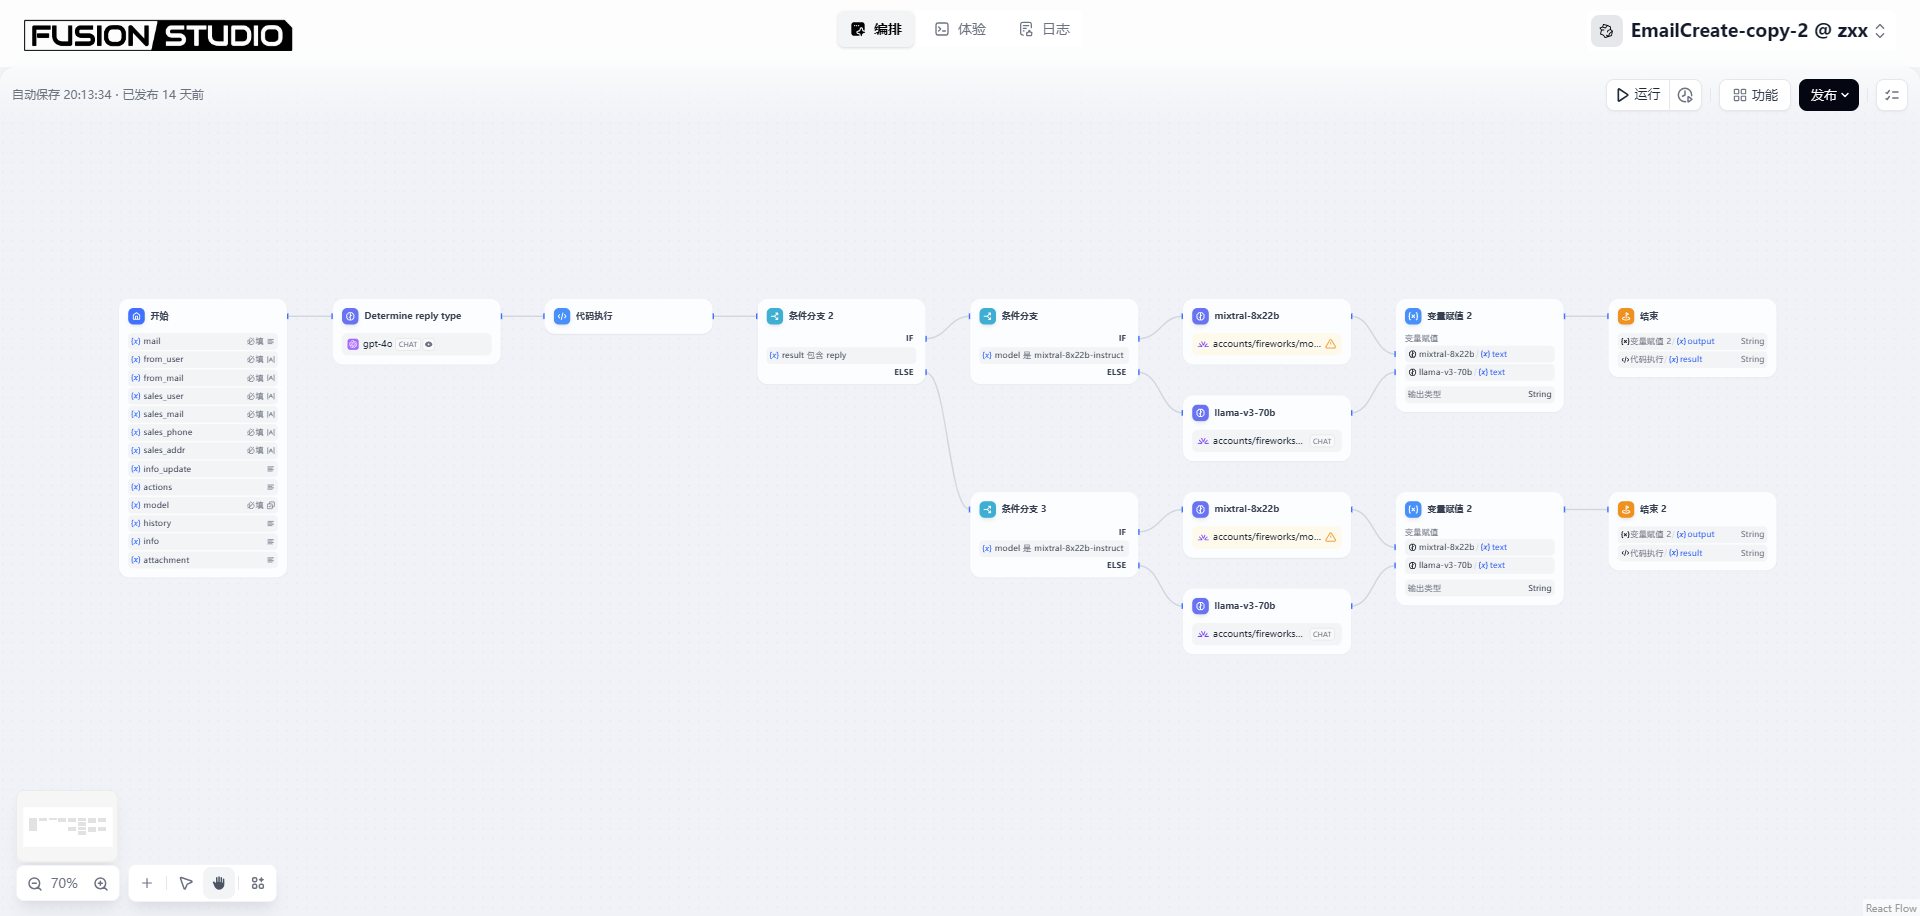 FUSION STUDIO
编排
体验
日志
EmailCreate-copy-2 @ zxx
自动保存 20:13:34 · 已发布 14 天前
运行
功能
发布
开始
{x} mail 必填
{x} from_user 必填
{x} from_mail 必填
{x} sales_user 必填
{x} sales_mail 必填
{x} sales_phone 必填
{x} sales_addr 必填
{x} info_update
{x} actions
{x} model 必填
{x} history
{x} info
{x} attachment
Determine reply type
gpt-4o CHAT
代码执行
条件分支 2
IF
{x} result 包含 reply
ELSE
条件分支
IF
{x} model 是 mixtral-8x22b-instruct
ELSE
mixtral-8x22b
accounts/fireworks/mo...
llama-v3-70b
accounts/fireworks... CHAT
变量赋值 2
变量赋值
mixtral-8x22b / {x} text
llama-v3-70b / {x} text
输出类型 String
结束
{x} 变量赋值 2 / {x} output String
代码执行 / {x} result String
条件分支 3
IF
{x} model 是 mixtral-8x22b-instruct
ELSE
mixtral-8x22b
accounts/fireworks/mo...
llama-v3-70b
accounts/fireworks... CHAT
变量赋值 2
变量赋值
mixtral-8x22b / {x} text
llama-v3-70b / {x} text
输出类型 String
结束 2
{x} 变量赋值 2 / {x} output String
代码执行 / {x} result String
70%
React Flow